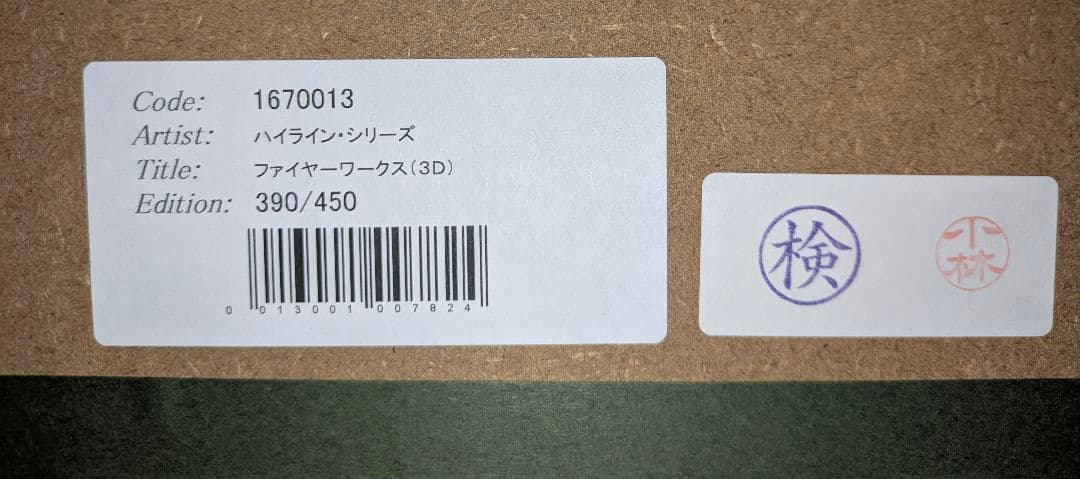 Code: 1670013
Artist: ハイライン・シリーズ
Title: ファイヤーワークス(3D)
Edition: 390/450
0 013001 007824
検
小林